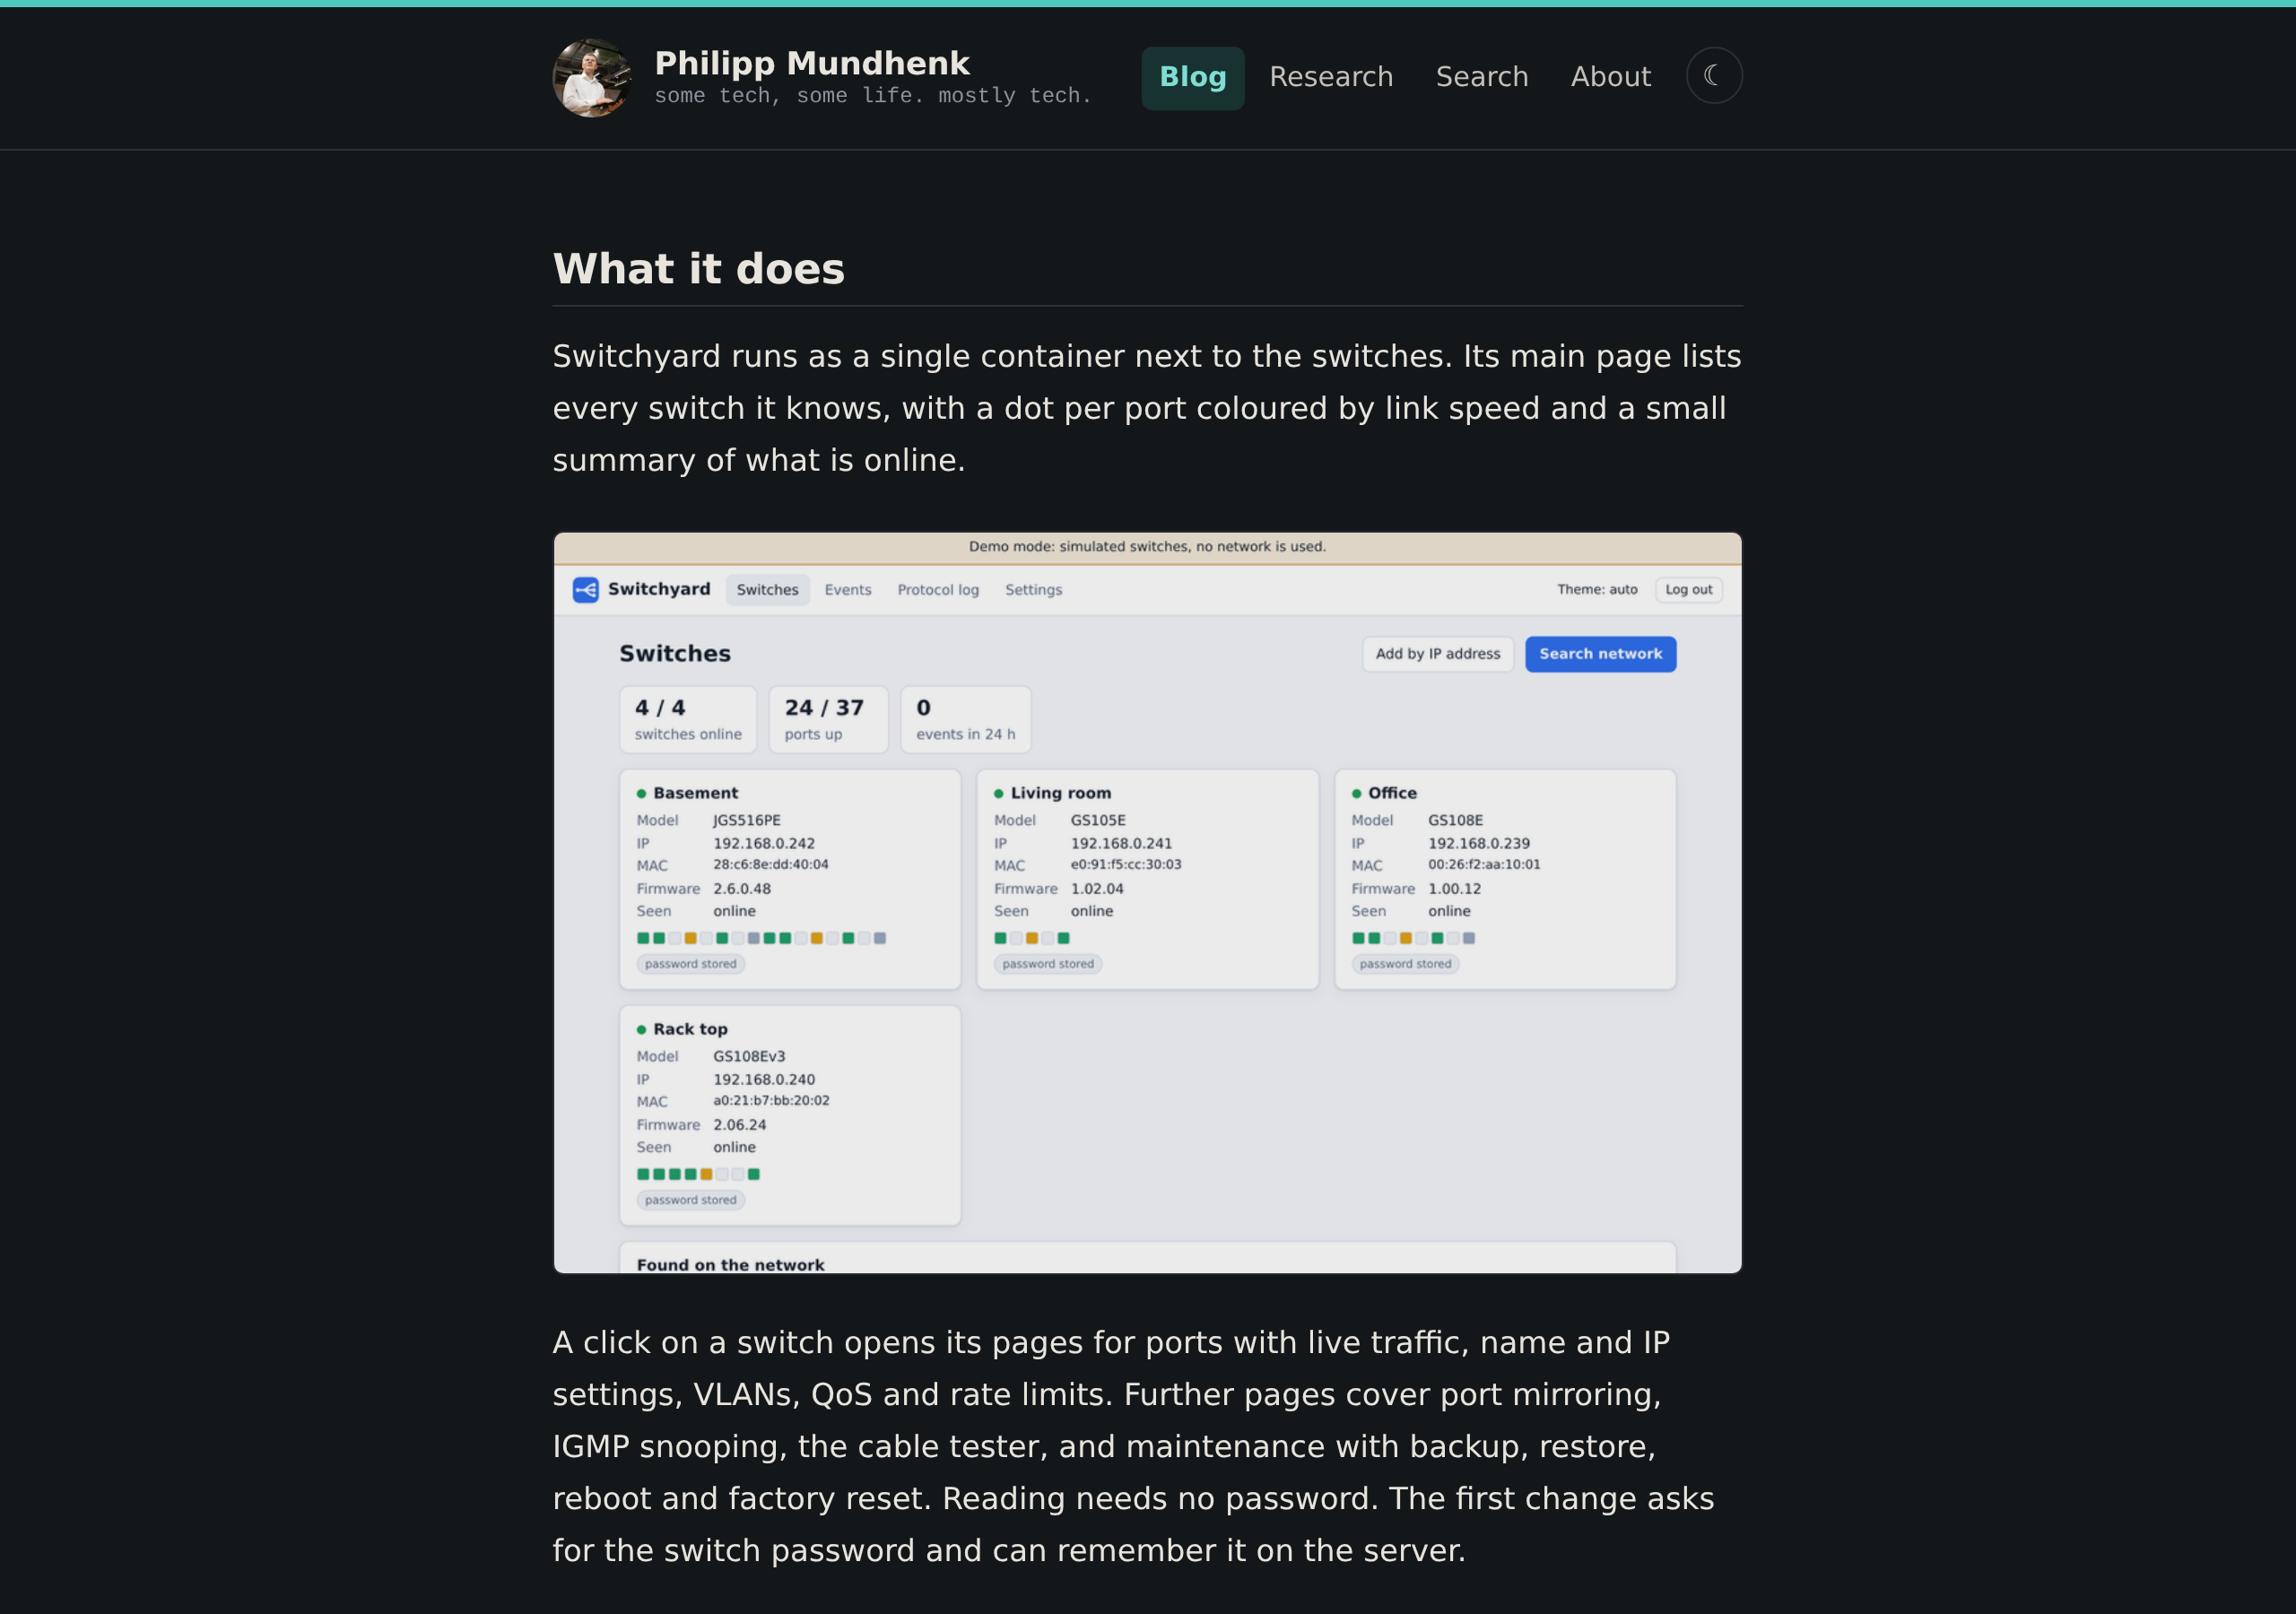 Philipp Mundhenk
some tech, some life. mostly tech.
Blog
Research
Search
About
What it does
Switchyard runs as a single container next to the switches. Its main page lists
every switch it knows, with a dot per port coloured by link speed and a small
summary of what is online.
Demo mode: simulated switches, no network is used.
Switchyard
Switches
Events
Protocol log
Settings
Theme: auto
Log out
Switches
Add by IP address
Search network
4 / 4
switches online
24 / 37
ports up
0
events in 24 h
Basement
Model JGS516PE
IP 192.168.0.242
MAC 28:c6:8e:dd:40:04
Firmware 2.6.0.48
Seen online
password stored
Living room
Model GS105E
IP 192.168.0.241
MAC e0:91:f5:cc:30:03
Firmware 1.02.04
Seen online
password stored
Office
Model GS108E
IP 192.168.0.239
MAC 00:26:f2:aa:10:01
Firmware 1.00.12
Seen online
password stored
Rack top
Model GS108Ev3
IP 192.168.0.240
MAC a0:21:b7:bb:20:02
Firmware 2.06.24
Seen online
password stored
Found on the network
A click on a switch opens its pages for ports with live traffic, name and IP
settings, VLANs, QoS and rate limits. Further pages cover port mirroring,
IGMP snooping, the cable tester, and maintenance with backup, restore,
reboot and factory reset. Reading needs no password. The first change asks
for the switch password and can remember it on the server.